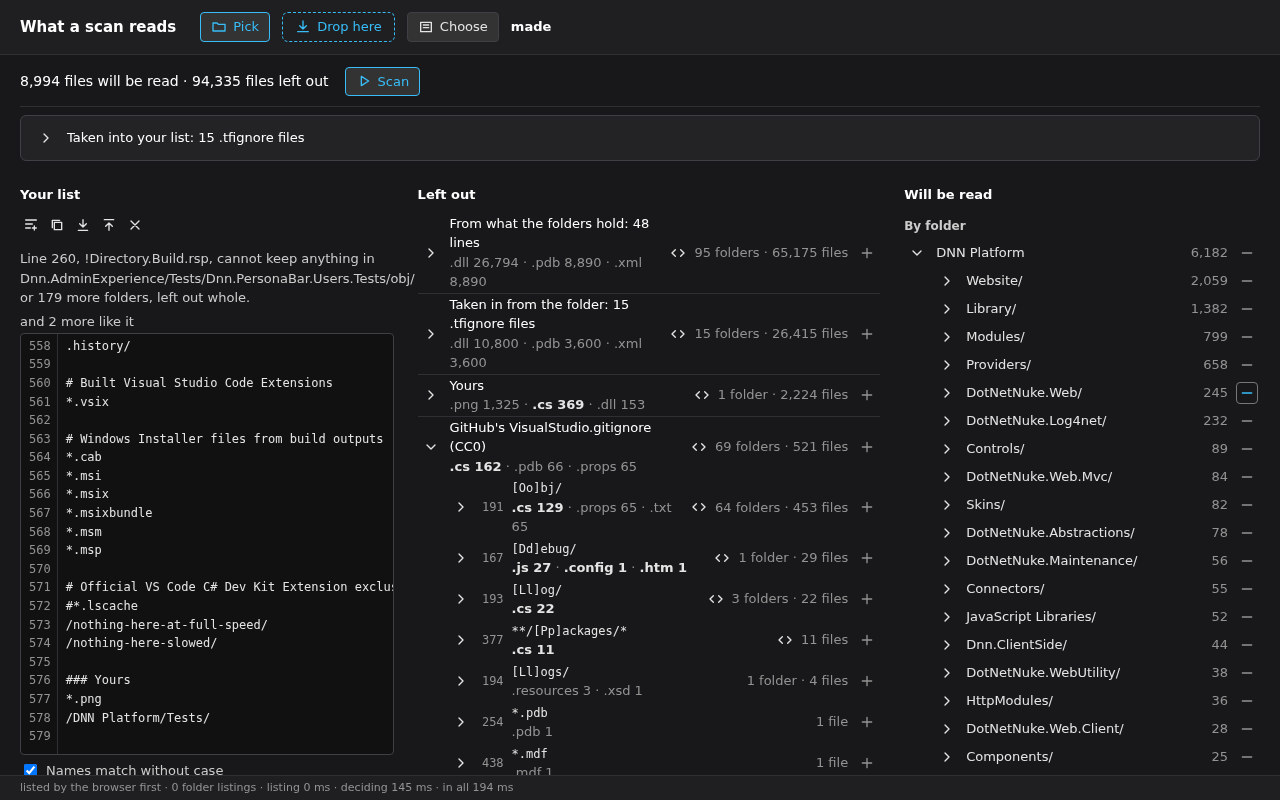 What a scan reads
Pick
Drop here
Choose
made
8,994 files will be read · 94,335 files left out
Scan
Taken into your list: 15 .tfignore files
Your list
Line 260, !Directory.Build.rsp, cannot keep anything in
Dnn.AdminExperience/Tests/Dnn.PersonaBar.Users.Tests/obj/
or 179 more folders, left out whole.
and 2 more like it
558 .history/
559
560 # Built Visual Studio Code Extensions
561 *.vsix
562
563 # Windows Installer files from build outputs
564 *.cab
565 *.msi
566 *.msix
567 *.msixbundle
568 *.msm
569 *.msp
570
571 # Official VS Code C# Dev Kit Extension exclus
572 #*.lscache
573 /nothing-here-at-full-speed/
574 /nothing-here-slowed/
575
576 ### Yours
577 *.png
578 /DNN Platform/Tests/
579
Names match without case
Left out
From what the folders hold: 48
lines
.dll 26,794 · .pdb 8,890 · .xml
8,890
95 folders · 65,175 files
Taken in from the folder: 15
.tfignore files
.dll 10,800 · .pdb 3,600 · .xml
3,600
15 folders · 26,415 files
Yours
.png 1,325 · .cs 369 · .dll 153
1 folder · 2,224 files
GitHub's VisualStudio.gitignore
(CC0)
.cs 162 · .pdb 66 · .props 65
69 folders · 521 files
191 [Oo]bj/
.cs 129 · .props 65 · .txt
65
64 folders · 453 files
167 [Dd]ebug/
.js 27 · .config 1 · .htm 1
1 folder · 29 files
193 [Ll]og/
.cs 22
3 folders · 22 files
377 **/[Pp]ackages/*
.cs 11
11 files
194 [Ll]ogs/
.resources 3 · .xsd 1
1 folder · 4 files
254 *.pdb
.pdb 1
1 file
438 *.mdf
.mdf 1
1 file
Will be read
By folder
DNN Platform 6,182
Website/ 2,059
Library/ 1,382
Modules/ 799
Providers/ 658
DotNetNuke.Web/ 245
DotNetNuke.Log4net/ 232
Controls/ 89
DotNetNuke.Web.Mvc/ 84
Skins/ 82
DotNetNuke.Abstractions/ 78
DotNetNuke.Maintenance/ 56
Connectors/ 55
JavaScript Libraries/ 52
Dnn.ClientSide/ 44
DotNetNuke.WebUtility/ 38
HttpModules/ 36
DotNetNuke.Web.Client/ 28
Components/ 25
listed by the browser first · 0 folder listings · listing 0 ms · deciding 145 ms · in all 194 ms